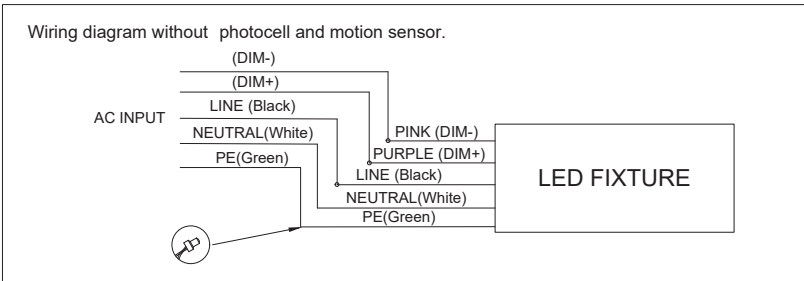 Wiring diagram without photocell and motion sensor.
(DIM-)
(DIM+)
AC INPUT
LINE (Black)
NEUTRAL(White)
PE(Green)
PINK (DIM-)
PURPLE (DIM+)
LINE (Black)
NEUTRAL(White)
PE(Green)
LED FIXTURE